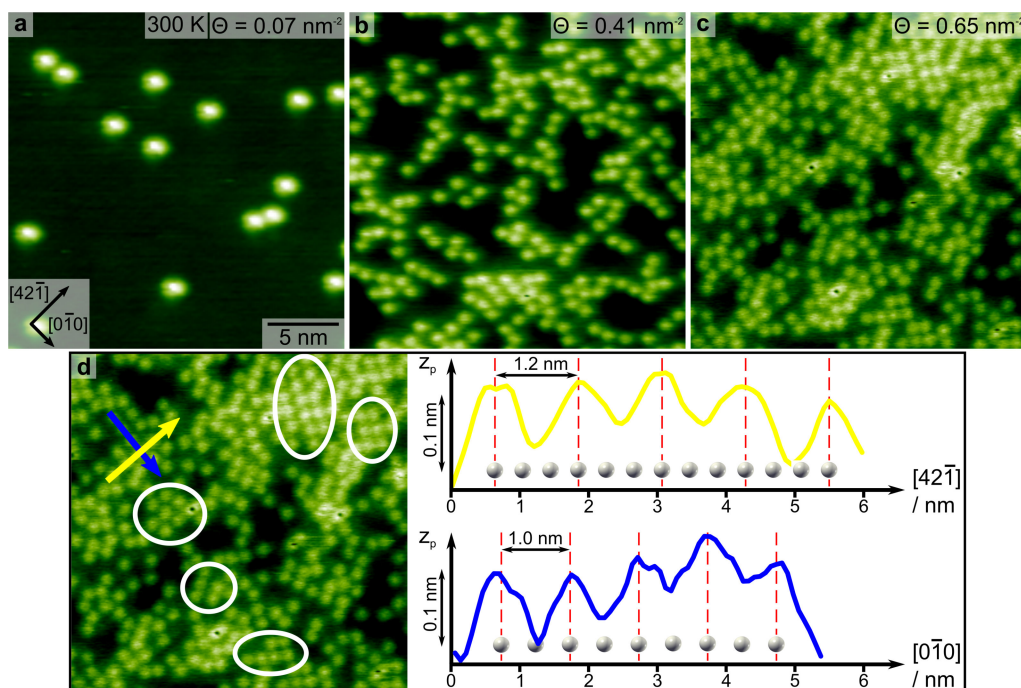 a 300 K Θ = 0.07 nm⁻²
b Θ = 0.41 nm⁻²
c Θ = 0.65 nm⁻²
[421̄]
[01̄0]
5 nm
d
zₚ
1.2 nm
0.1 nm
0 1 2 3 4 5 6
[421̄]
/ nm
zₚ
1.0 nm
0.1 nm
0 1 2 3 4 5 6
[01̄0]
/ nm